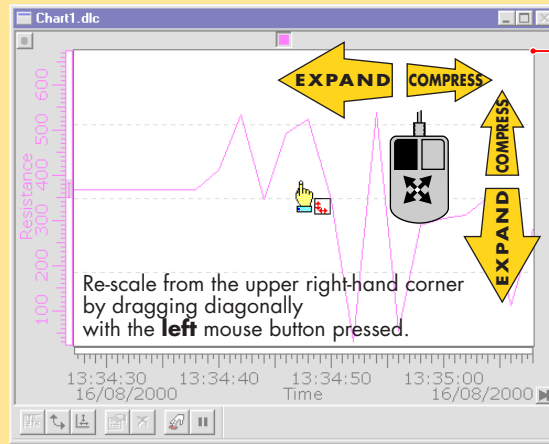 Chart1.dlc
EXPAND
COMPRESS
COMPRESS
EXPAND
600
500
400
300
200
100
Resistance
Re-scale from the upper right-hand corner
by dragging diagonally
with the left mouse button pressed.
13:34:30 13:34:40 13:34:50 13:35:00
16/08/2000 Time 16/08/2000